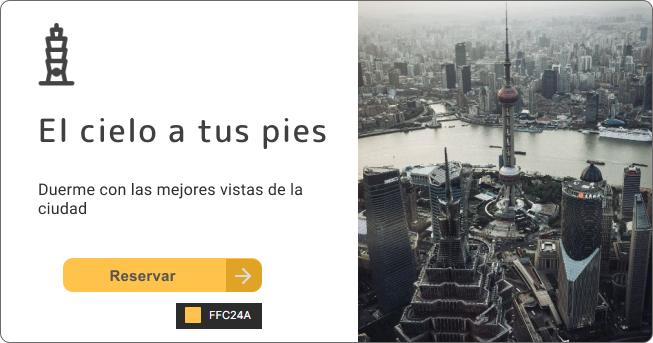 El cielo a tus pies
Duerme con las mejores vistas de la
ciudad
Reservar
FFC24A